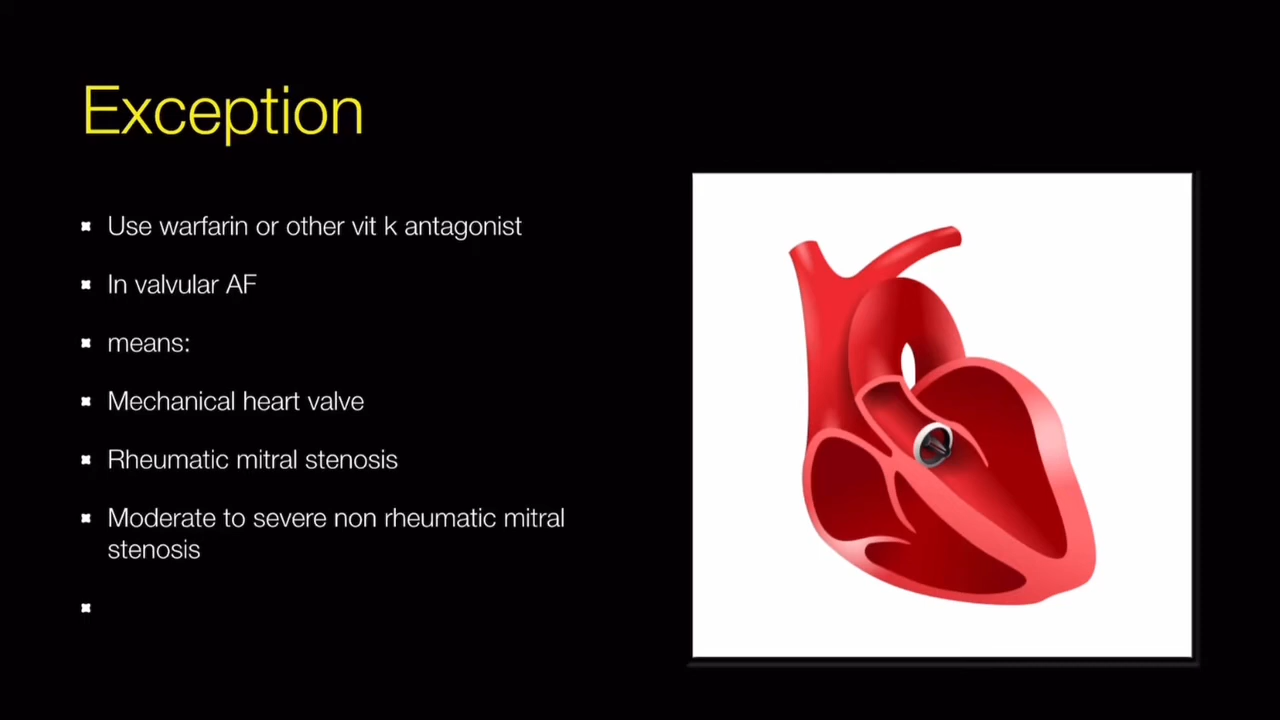 Exception
Use warfarin or other vit k antagonist
In valvular AF
means:
Mechanical heart valve
Rheumatic mitral stenosis
Moderate to severe non rheumatic mitral
stenosis